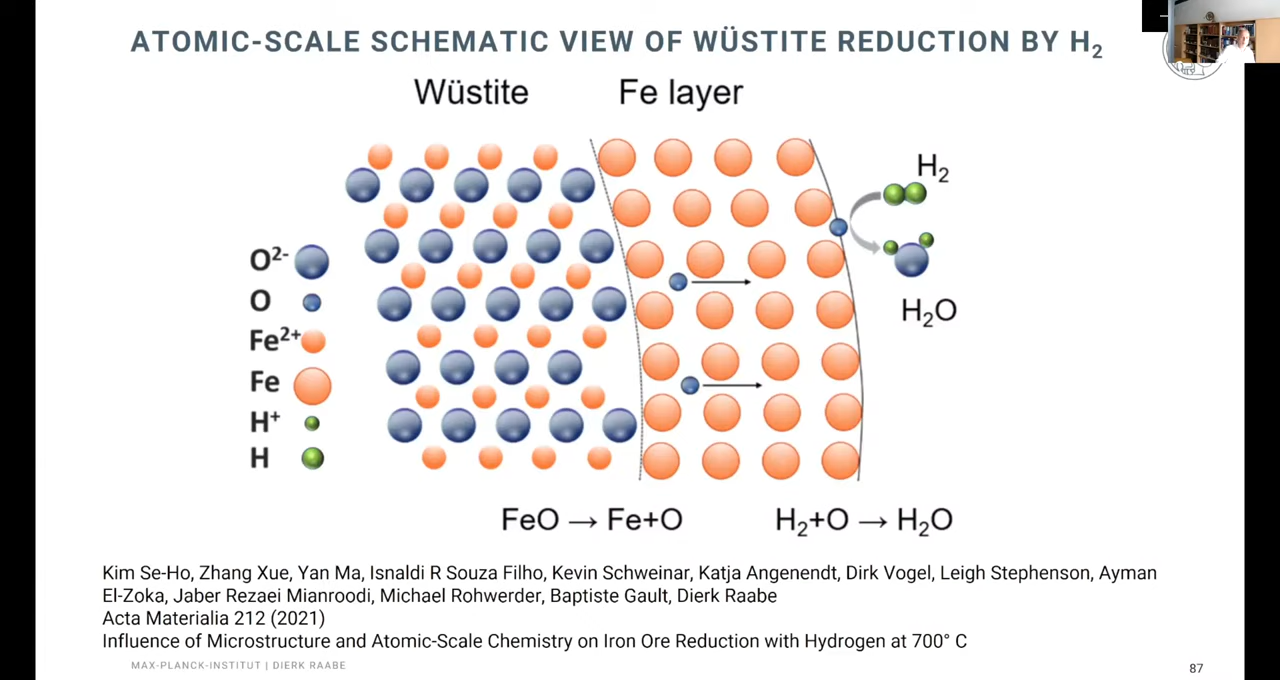 ATOMIC-SCALE SCHEMATIC VIEW OF WÜSTITE REDUCTION BY H₂
Wüstite
Fe layer
H₂
O²⁻
O
Fe²⁺
Fe
H⁺
H
H₂O
FeO → Fe+O
H₂+O → H₂O
Kim Se-Ho, Zhang Xue, Yan Ma, Isnaldi R Souza Filho, Kevin Schweinar, Katja Angenendt, Dirk Vogel, Leigh Stephenson, Ayman
El-Zoka, Jaber Rezaei Mianroodi, Michael Rohwerder, Baptiste Gault, Dierk Raabe
Acta Materialia 212 (2021)
Influence of Microstructure and Atomic-Scale Chemistry on Iron Ore Reduction with Hydrogen at 700° C
MAX-PLANCK-INSTITUT | DIERK RAABE
87